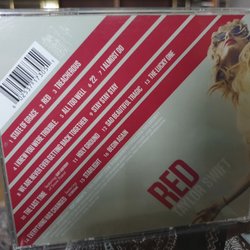 1 STATE OF GRACE 2 RED 3 TREACHEROUS
4 I KNEW YOU WERE TROUBLE. 5 ALL TOO WELL 6 22 7 I ALMOST DO
8 WE ARE NEVER EVER GETTING BACK TOGETHER 9 STAY STAY STAY
10 THE LAST TIME
11 HOLY GROUND 12 SAD BEAUTIFUL TRAGIC 13 THE LUCKY ONE
14 EVERYTHING HAS CHANGED
15 STARLIGHT 16 BEGIN AGAIN
RED
TAYLOR SWIFT